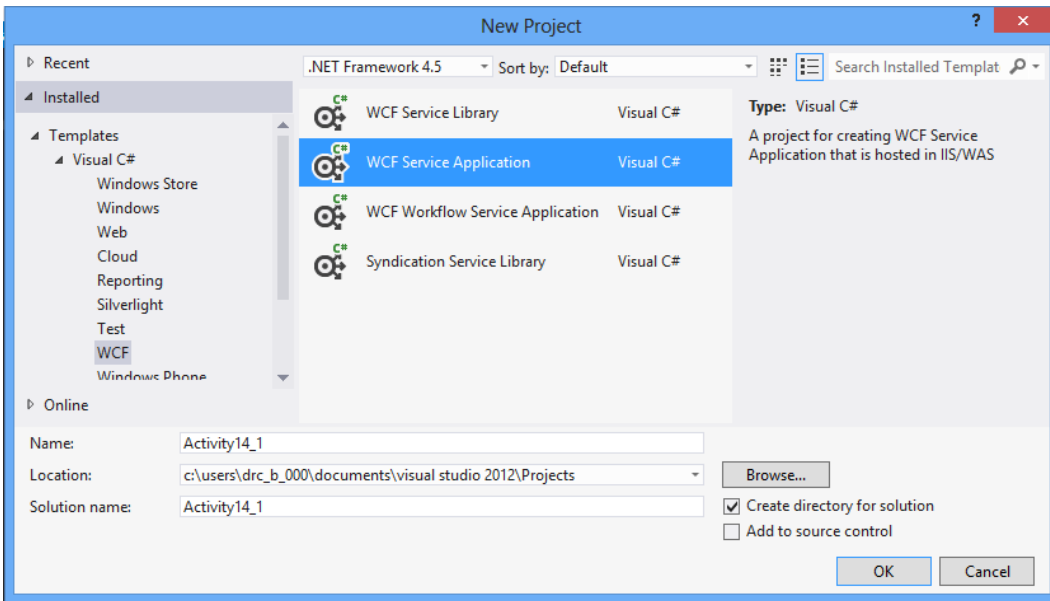 New Project
?
×
Recent
.NET Framework 4.5
Sort by: Default
Search Installed Templat
Installed
Templates
Visual C#
Windows Store
Windows
Web
Cloud
Reporting
Silverlight
Test
WCF
Windows Phone
Online
C#
WCF Service Library Visual C#
C#
WCF Service Application Visual C#
C#
WCF Workflow Service Application Visual C#
C#
Syndication Service Library Visual C#
Type: Visual C#
A project for creating WCF Service
Application that is hosted in IIS/WAS
Name: Activity14_1
Location: c:\users\drc_b_000\documents\visual studio 2012\Projects
Browse...
Solution name: Activity14_1
Create directory for solution
Add to source control
OK
Cancel